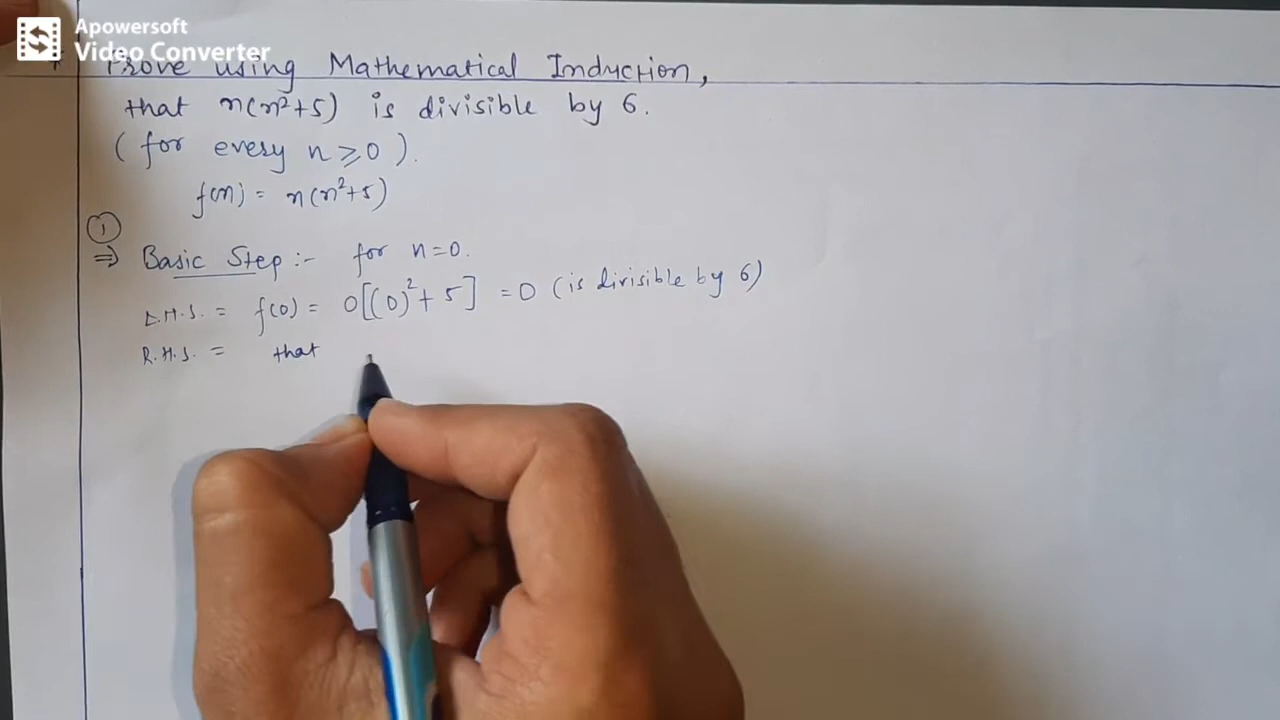 Apowersoft
Video Converter
* Prove using Mathematical Induction,
that n(n²+5) is divisible by 6.
(for every n ⩾ 0).
f(n) = n(n²+5)
①
⇒ Basic Step :- for n=0.
L.H.S. = f(0) = 0[(0)²+ 5] = 0 (is divisible by 6)
R.H.S. = that